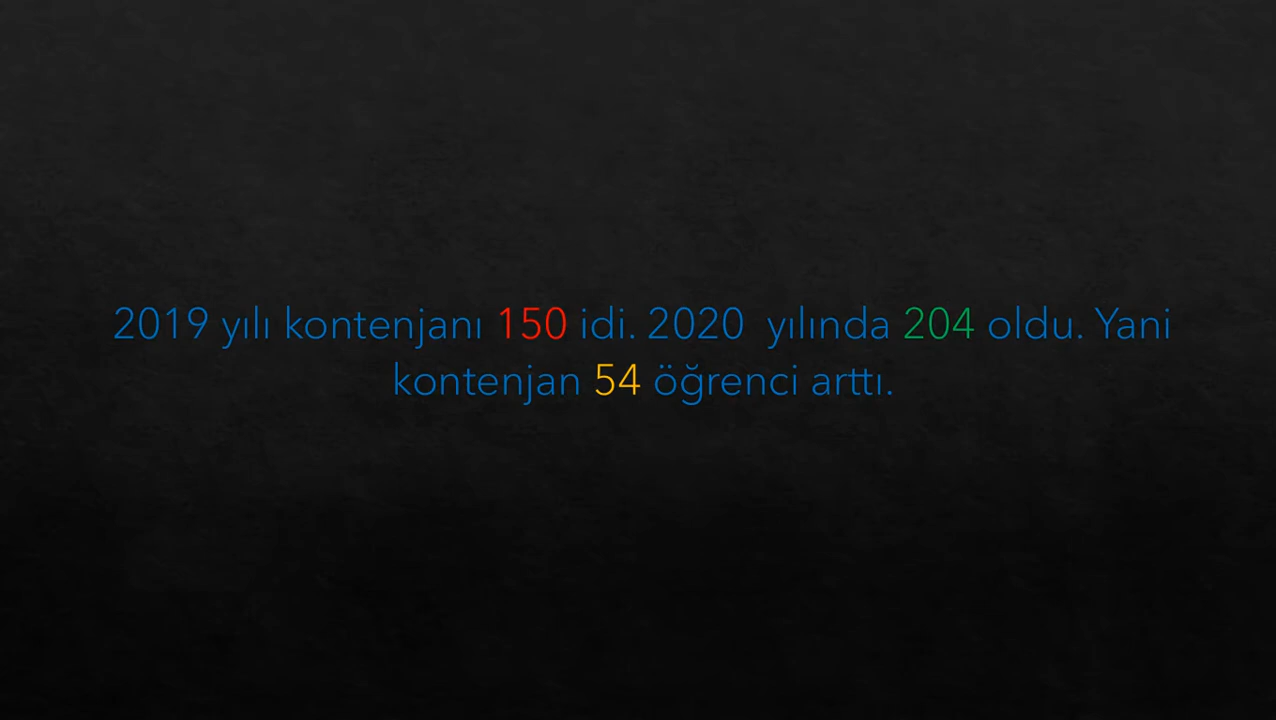 2019 yılı kontenjanı 150 idi. 2020  yılında 204 oldu. Yani
kontenjan 54 öğrenci arttı.